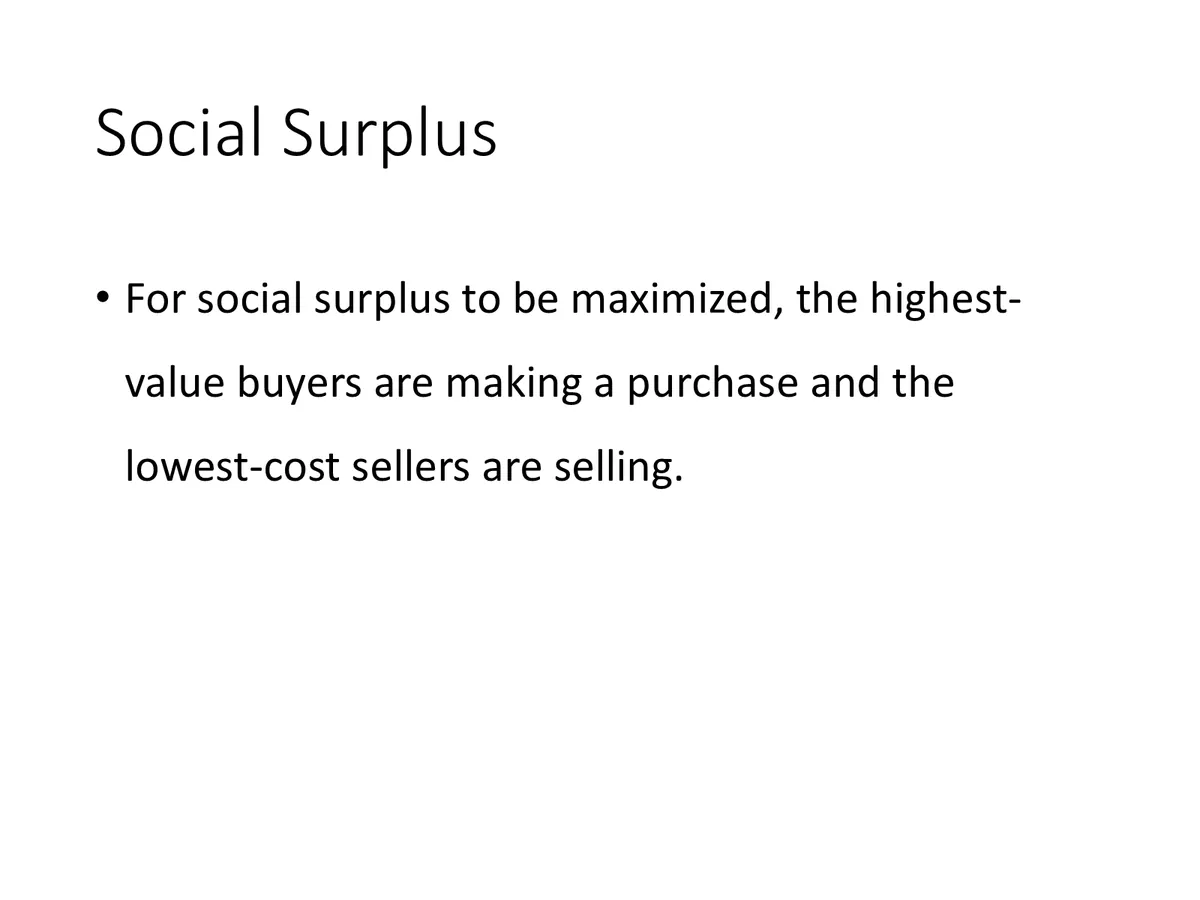 Social Surplus
• For social surplus to be maximized, the highest-
value buyers are making a purchase and the
lowest-cost sellers are selling.